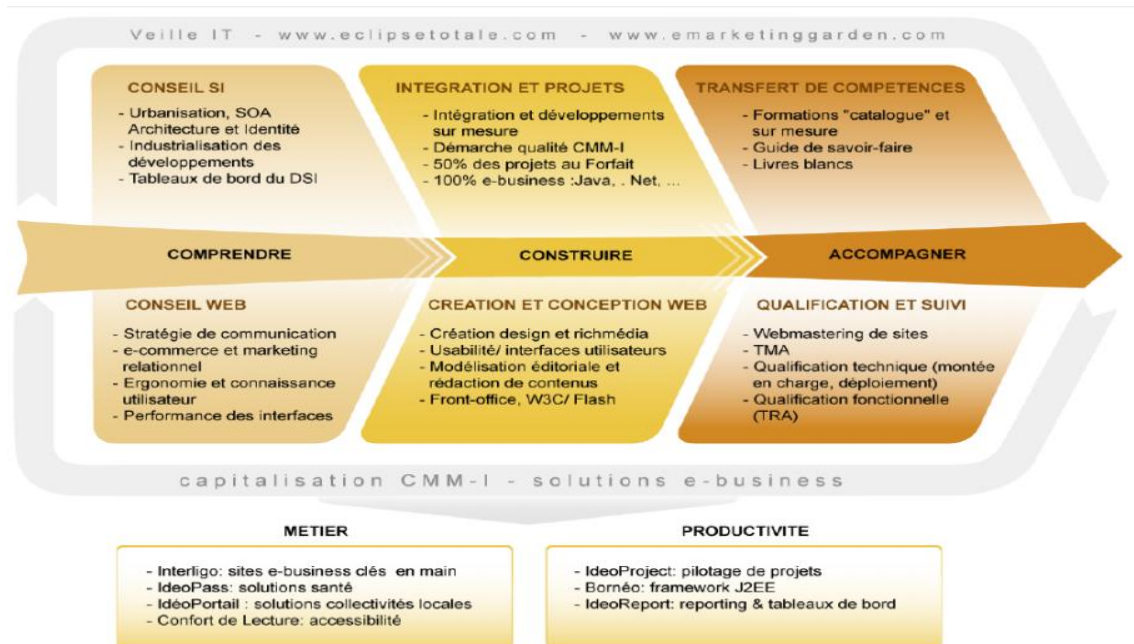 Veille IT - www.eclipsetotale.com - www.emarketinggarden.com
CONSEIL SI
- Urbanisation, SOA
Architecture et Identité
- Industrialisation des
développements
- Tableaux de bord du DSI
INTEGRATION ET PROJETS
- Intégration et développements
sur mesure
- Démarche qualité CMM-I
- 50% des projets au Forfait
- 100% e-business :Java, . Net, ...
TRANSFERT DE COMPETENCES
- Formations "catalogue" et
sur mesure
- Guide de savoir-faire
- Livres blancs
COMPRENDRE
CONSTRUIRE
ACCOMPAGNER
CONSEIL WEB
- Stratégie de communication
- e-commerce et marketing
relationnel
- Ergonomie et connaissance
utilisateur
- Performance des interfaces
CREATION ET CONCEPTION WEB
- Création design et richmédia
- Usabilité/ interfaces utilisateurs
- Modélisation éditoriale et
rédaction de contenus
- Front-office, W3C/ Flash
QUALIFICATION ET SUIVI
- Webmastering de sites
- TMA
- Qualification technique (montée
en charge, déploiement)
- Qualification fonctionnelle
(TRA)
capitalisation CMM-I - solutions e-business
METIER
- Interligo: sites e-business clés en main
- IdeoPass: solutions santé
- IdéoPortail : solutions collectivités locales
- Confort de Lecture: accessibilité
PRODUCTIVITE
- IdeoProject: pilotage de projets
- Bornéo: framework J2EE
- IdeoReport: reporting & tableaux de bord